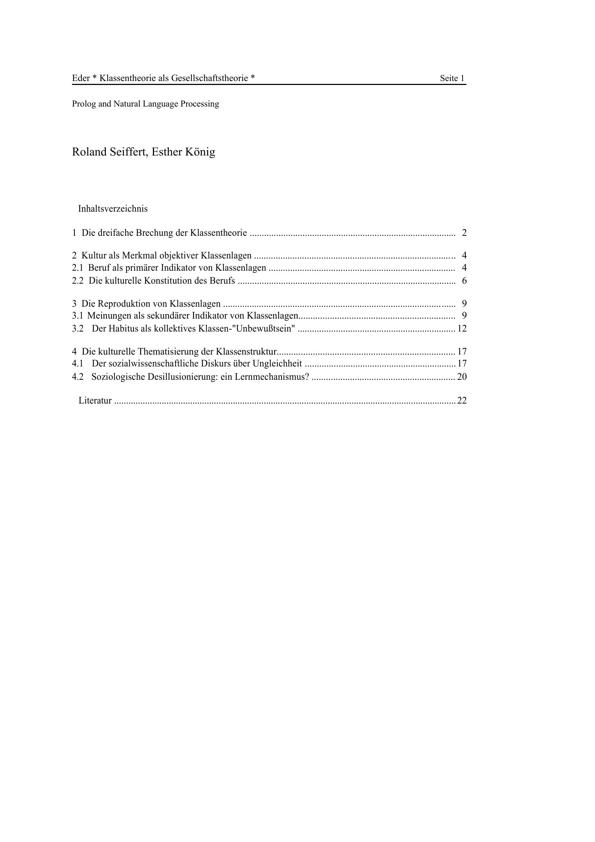 Eder * Klassentheorie als Gesellschaftstheorie * Seite 1
Prolog and Natural Language Processing
Roland Seiffert, Esther König
Inhaltsverzeichnis
1 Die dreifache Brechung der Klassentheorie ..... 2
2 Kultur als Merkmal objektiver Klassenlagen ..... 4
2.1 Beruf als primärer Indikator von Klassenlagen ..... 4
2.2 Die kulturelle Konstitution des Berufs ..... 6
3 Die Reproduktion von Klassenlagen ..... 9
3.1 Meinungen als sekundärer Indikator von Klassenlagen..... 9
3.2 Der Habitus als kollektives Klassen-"Unbewußtsein" ..... 12
4 Die kulturelle Thematisierung der Klassenstruktur..... 17
4.1 Der sozialwissenschaftliche Diskurs über Ungleichheit ..... 17
4.2 Soziologische Desillusionierung: ein Lernmechanismus? ..... 20
Literatur ..... 22